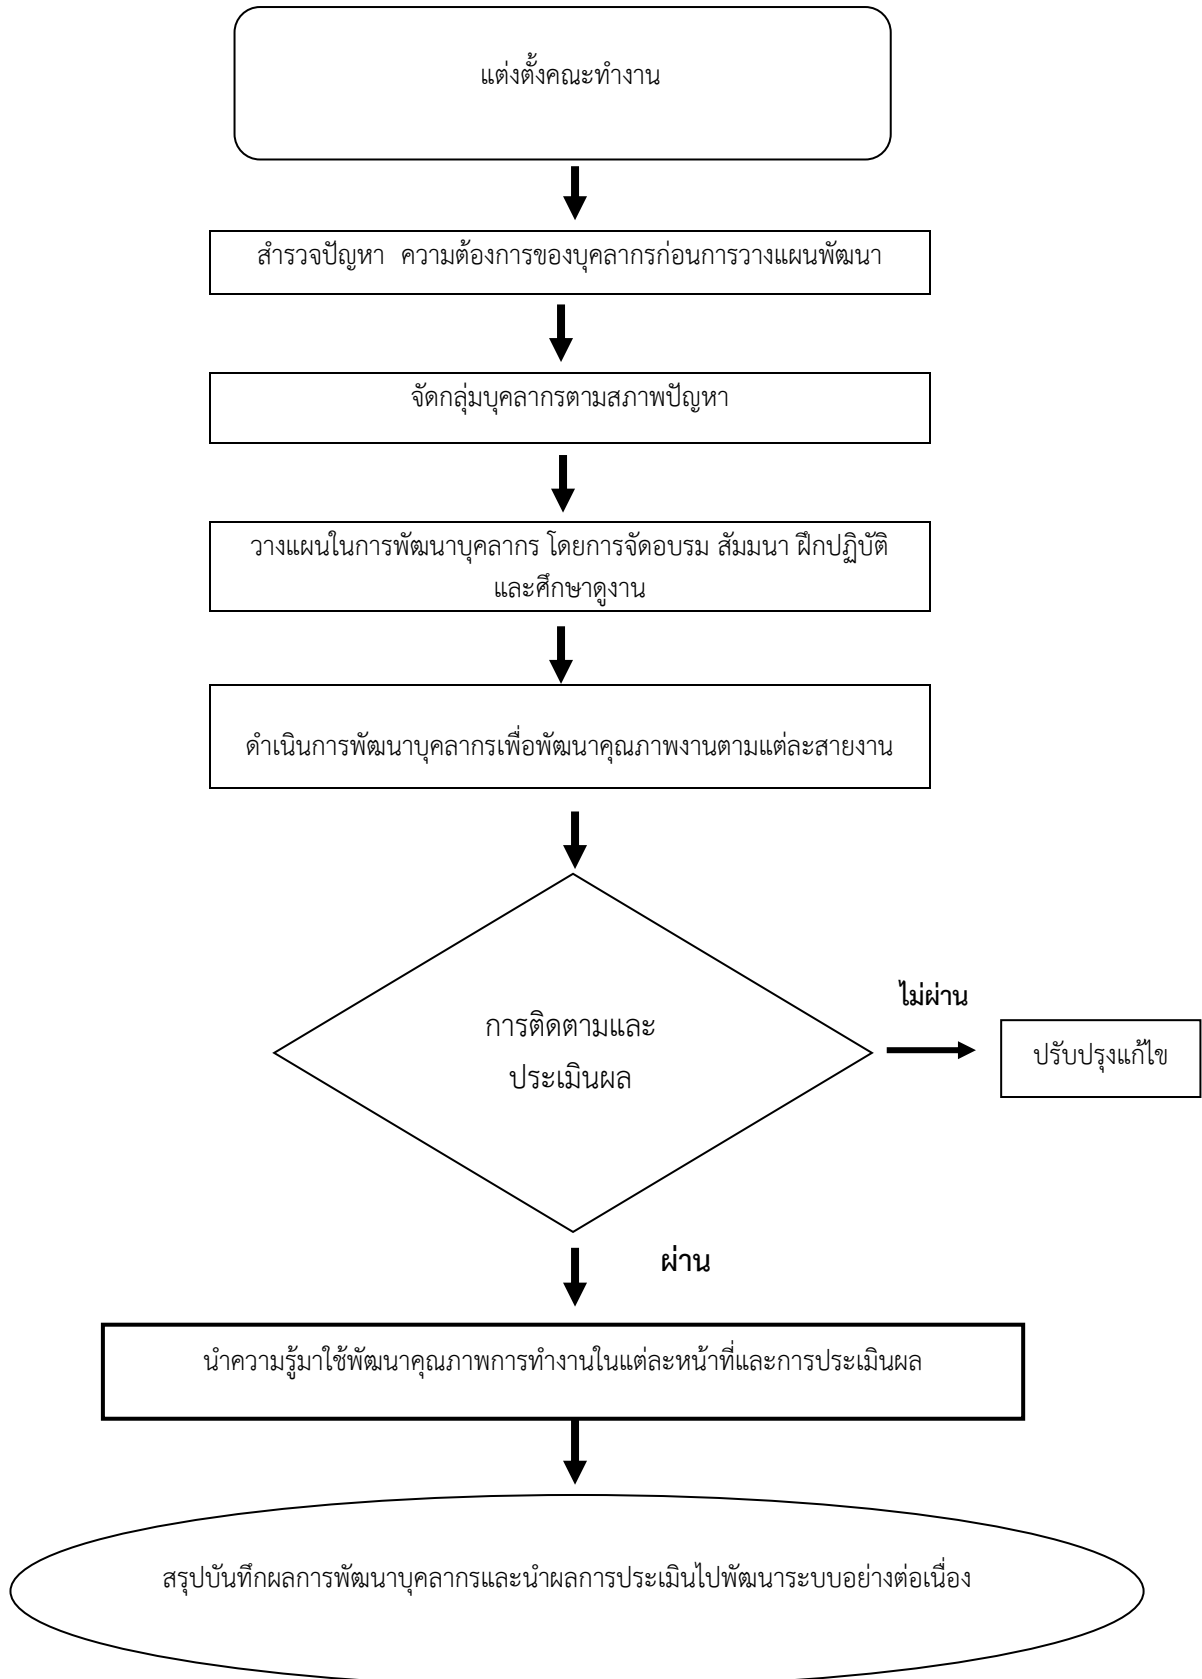 แต่งตั้งคณะทำงาน
สำรวจปัญหา ความต้องการของบุคลากรก่อนการวางแผนพัฒนา
จัดกลุ่มบุคลากรตามสภาพปัญหา
วางแผนในการพัฒนาบุคลากร โดยการจัดอบรม สัมมนา ฝึกปฏิบัติ
และศึกษาดูงาน
ดำเนินการพัฒนาบุคลากรเพื่อพัฒนาคุณภาพงานตามแต่ละสายงาน
การติดตามและ
ประเมินผล
ไม่ผ่าน
ปรับปรุงแก้ไข
ผ่าน
นำความรู้มาใช้พัฒนาคุณภาพการทำงานในแต่ละหน้าที่และการประเมินผล
สรุปบันทึกผลการพัฒนาบุคลากรและนำผลการประเมินไปพัฒนาระบบอย่างต่อเนื่อง